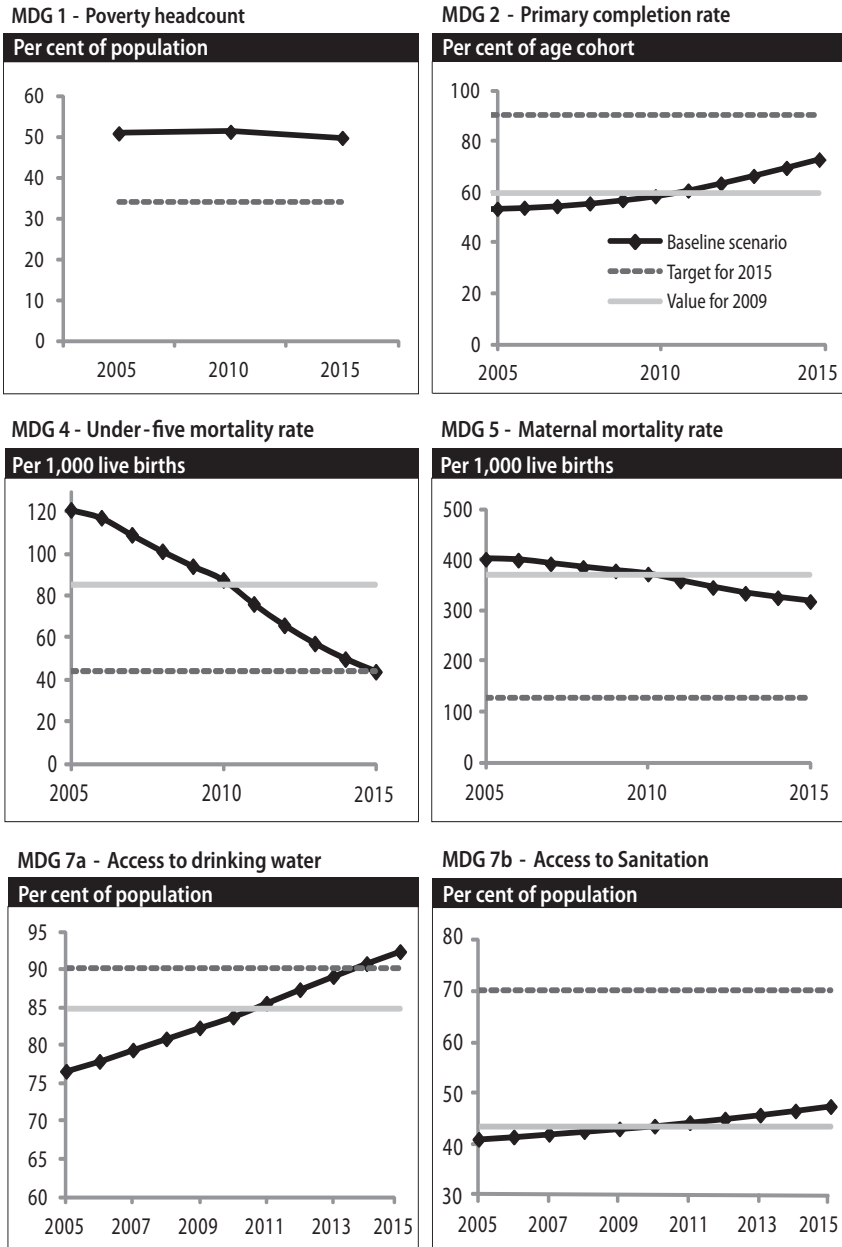 MDG 1 - Poverty headcount
Per cent of population
60
50
40
30
20
10
0
2005 2010 2015
MDG 2 - Primary completion rate
Per cent of age cohort
100
80
60
40
20
0
Baseline scenario
Target for 2015
Value for 2009
2005 2010 2015
MDG 4 - Under-five mortality rate
Per 1,000 live births
120
100
80
60
40
20
0
2005 2010 2015
MDG 5 - Maternal mortality rate
Per 1,000 live births
500
400
300
200
100
0
2005 2010 2015
MDG 7a - Access to drinking water
Per cent of population
95
90
85
80
75
70
65
60
2005 2007 2009 2011 2013 2015
MDG 7b - Access to Sanitation
Per cent of population
80
70
60
50
40
30
2005 2007 2009 2011 2013 2015